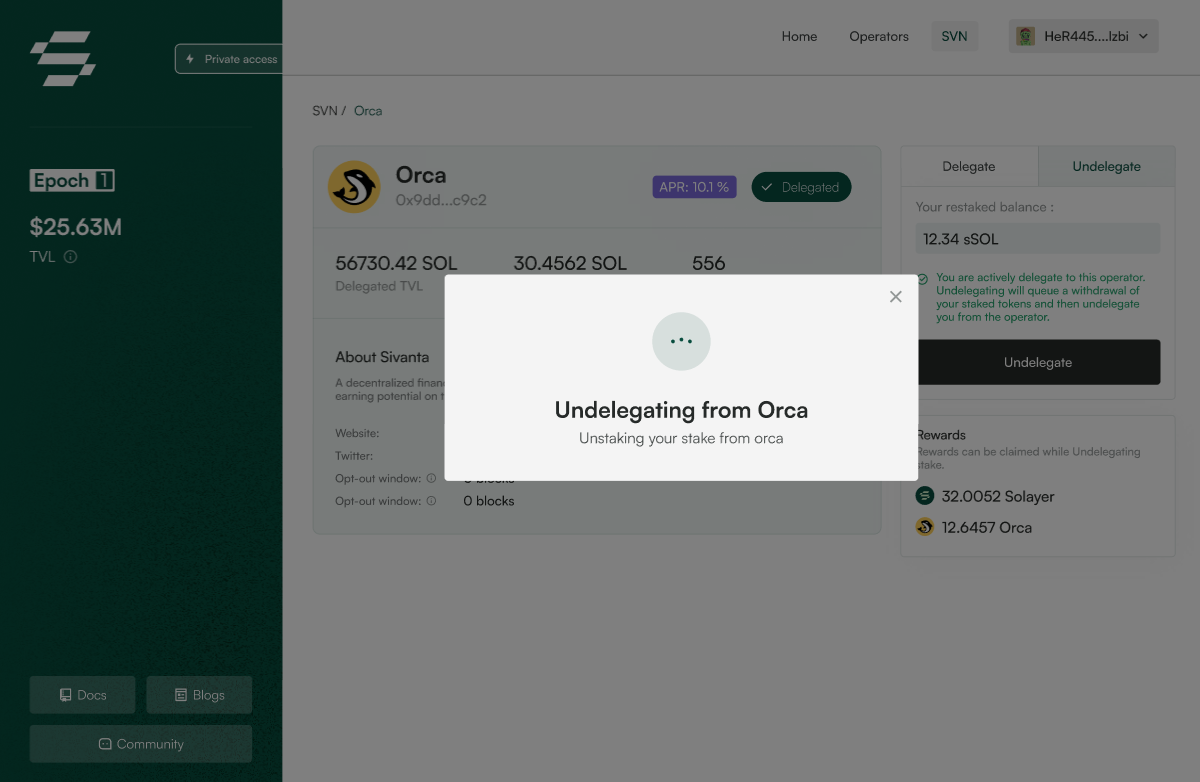 Private access
Epoch 1
$25.63M
TVL
Docs
Blogs
Community
Home
Operators
SVN
HeR445....lzbi
SVN / Orca
Orca
0x9dd...c9c2
APR: 10.1 %
Delegated
56730.42 SOL
30.4562 SOL
556
Delegated TVL
About Sivanta
A decentralized
earning potential on
Website:
Twitter:
Opt-out window:
0 blocks
Opt-out window:
0 blocks
Undelegating from Orca
Unstaking your stake from orca
Delegate
Undelegate
Your restaked balance :
12.34 sSOL
You are actively delegate to this operator.
Undelegating will queue a withdrawal of
your staked tokens and then undelegate
you from the operator.
Undelegate
Rewards
Rewards can be claimed while Undelegating
stake.
32.0052 Solayer
12.6457 Orca